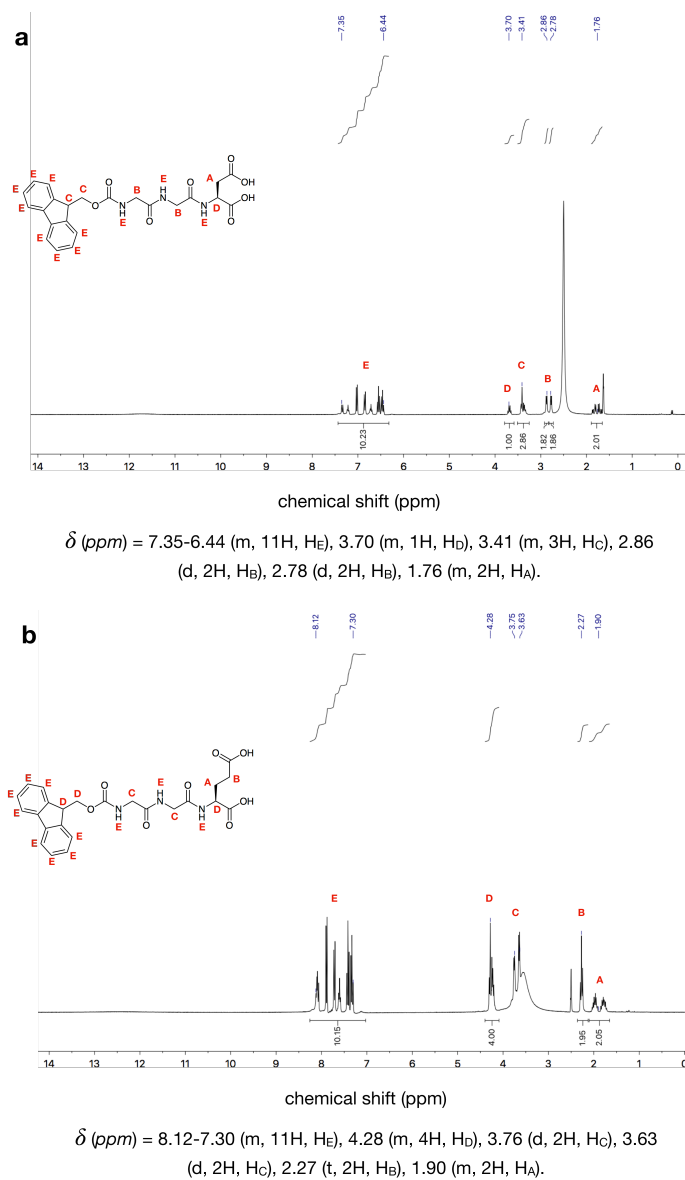 a
7.35 6.44 3.70 3.41 2.86 2.78 1.76
O
A OH
E E E C O H E N O O
E C O N H B N H B N H D OH
E E O E O
E E E
D C B A
E
10.23 1.00 2.86 1.82 1.86 2.01
14 13 12 11 10 9 8 7 6 5 4 3 2 1 0
chemical shift (ppm)
δ (ppm) = 7.35-6.44 (m, 11H, HE), 3.70 (m, 1H, HD), 3.41 (m, 3H, HC), 2.86
(d, 2H, HB), 2.78 (d, 2H, HB), 1.76 (m, 2H, HA).
b
8.12 7.30 4.28 3.75 3.63 2.27 1.90
O OH
A B
E E E D O C E H N O
D O N H O C N H D OH
E E E E E O
E D C B
A
10.15 4.00 1.95 2.05
14 13 12 11 10 9 8 7 6 5 4 3 2 1 0
chemical shift (ppm)
δ (ppm) = 8.12-7.30 (m, 11H, HE), 4.28 (m, 4H, HD), 3.76 (d, 2H, HC), 3.63
(d, 2H, HC), 2.27 (t, 2H, HB), 1.90 (m, 2H, HA).